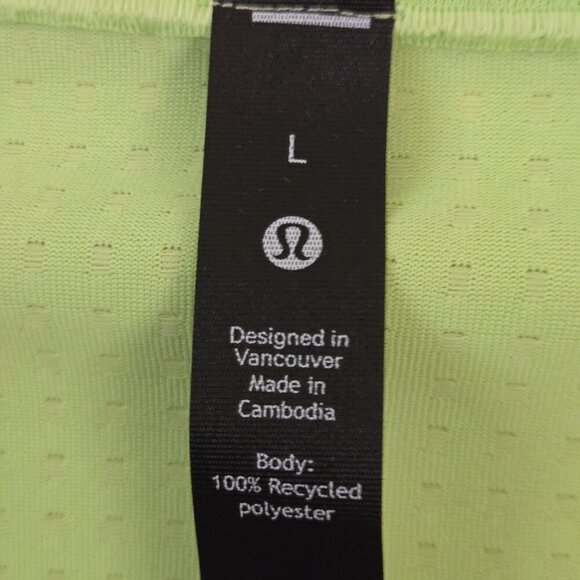 L
Designed in
Vancouver
Made in
Cambodia
Body:
100% Recycled
polyester